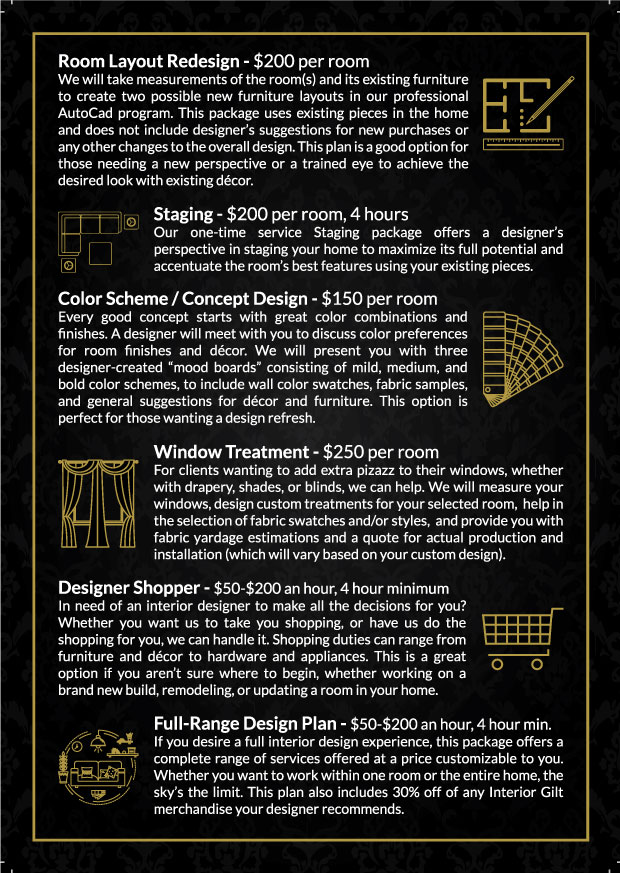 Room Layout Redesign - $200 per room
We will take measurements of the room(s) and its existing furniture
to create two possible new furniture layouts in our professional
AutoCad program. This package uses existing pieces in the home
and does not include designer's suggestions for new purchases or
any other changes to the overall design. This plan is a good option for
those needing a new perspective or a trained eye to achieve the
desired look with existing décor.
Staging - $200 per room, 4 hours
Our one-time service Staging package offers a designer's
perspective in staging your home to maximize its full potential and
accentuate the room's best features using your existing pieces.
Color Scheme / Concept Design - $150 per room
Every good concept starts with great color combinations and
finishes. A designer will meet with you to discuss color preferences
for room finishes and décor. We will present you with three
designer-created “mood boards” consisting of mild, medium, and
bold color schemes, to include wall color swatches, fabric samples,
and general suggestions for décor and furniture. This option is
perfect for those wanting a design refresh.
Window Treatment - $250 per room
For clients wanting to add extra pizazz to their windows, whether
with drapery, shades, or blinds, we can help. We will measure your
windows, design custom treatments for your selected room, help in
the selection of fabric swatches and/or styles, and provide you with
fabric yardage estimations and a quote for actual production and
installation (which will vary based on your custom design).
Designer Shopper - $50-$200 an hour, 4 hour minimum
In need of an interior designer to make all the decisions for you?
Whether you want us to take you shopping, or have us do the
shopping for you, we can handle it. Shopping duties can range from
furniture and décor to hardware and appliances. This is a great
option if you aren't sure where to begin, whether working on a
brand new build, remodeling, or updating a room in your home.
Full-Range Design Plan - $50-$200 an hour, 4 hour min.
If you desire a full interior design experience, this package offers a
complete range of services offered at a price customizable to you.
Whether you want to work within one room or the entire home, the
sky's the limit. This plan also includes 30% off of any Interior Gilt
merchandise your designer recommends.